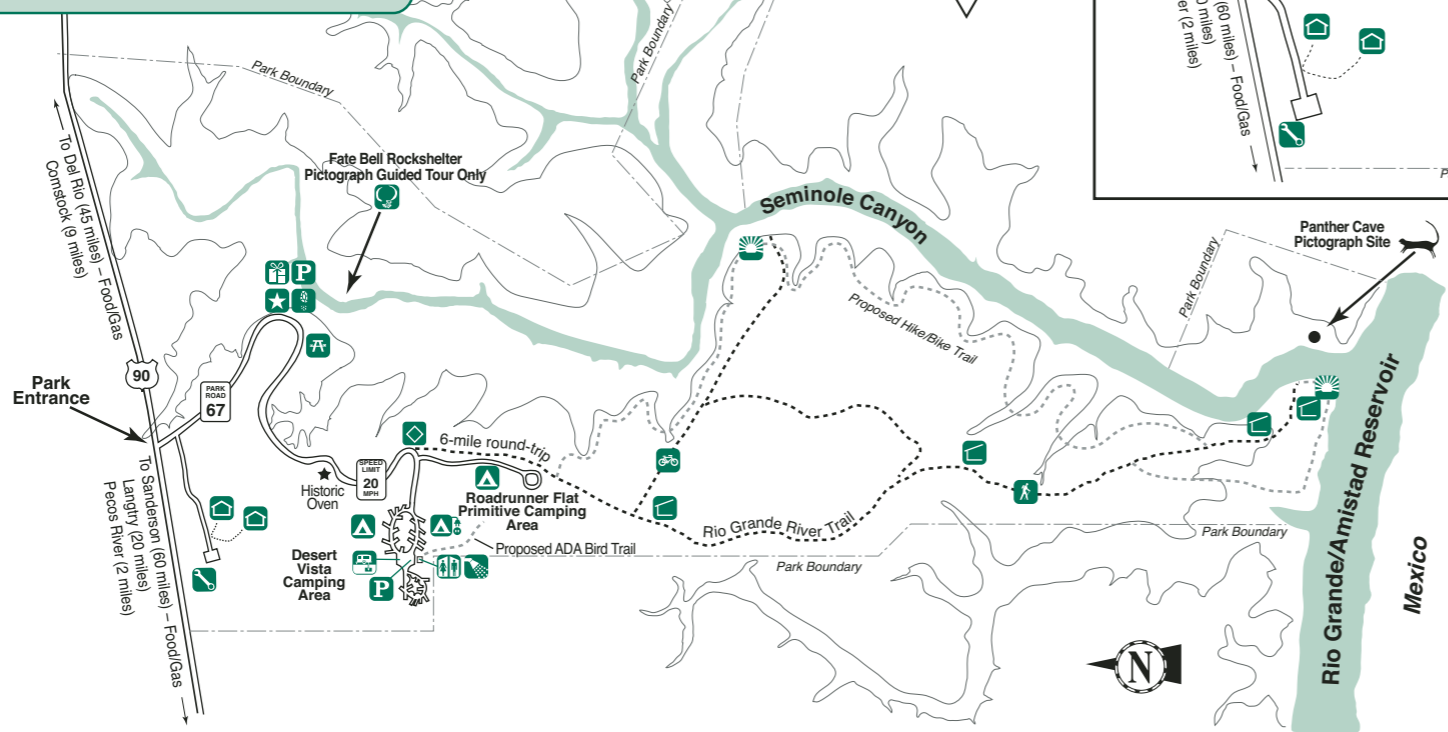 Park Boundary
Park Boundary
(60 miles) – Food/Gas
0 miles)
er (2 miles)
P
To Del Rio (45 miles) – Food/Gas
Comstock (9 miles)
Fate Bell Rockshelter
Pictograph Guided Tour Only
Seminole Canyon
Panther Cave
Pictograph Site
Park Boundary
P
Proposed Hike/Bike Trail
90
Park
Entrance
PARK
ROAD
67
6-mile round-trip
SPEED
LIMIT
20
MPH
Historic
Oven
Roadrunner Flat
Primitive Camping
Area
Rio Grande River Trail
Park Boundary
Proposed ADA Bird Trail
Park Boundary
Desert
Vista
Camping
Area
P
To Sanderson (60 miles) – Food/Gas
Langtry (20 miles)
Pecos River (2 miles)
Rio Grande/Amistad Reservoir
Mexico
N